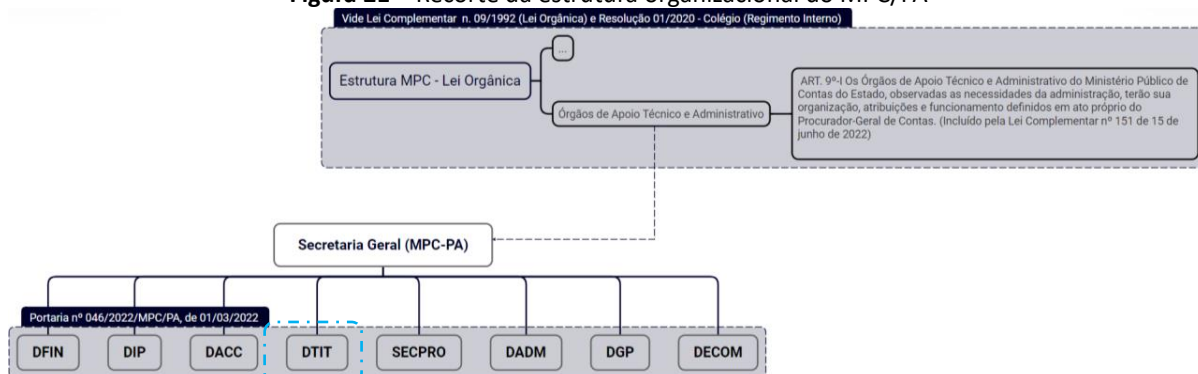 Vide Lei Complementar n. 09/1992 (Lei Orgânica) e Resolução 01/2020 - Colégio (Regimento Interno)
...
Estrutura MPC - Lei Orgânica
Órgãos de Apoio Técnico e Administrativo
ART. 9º-I Os Órgãos de Apoio Técnico e Administrativo do Ministério Público de
Contas do Estado, observadas as necessidades da administração, terão sua
organização, atribuições e funcionamento definidos em ato próprio do
Procurador-Geral de Contas. (Incluído pela Lei Complementar nº 151 de 15 de
junho de 2022)
Secretaria Geral (MPC-PA)
Portaria nº 046/2022/MPC/PA, de 01/03/2022
DFIN
DIP
DACC
DTIT
SECPRO
DADM
DGP
DECOM